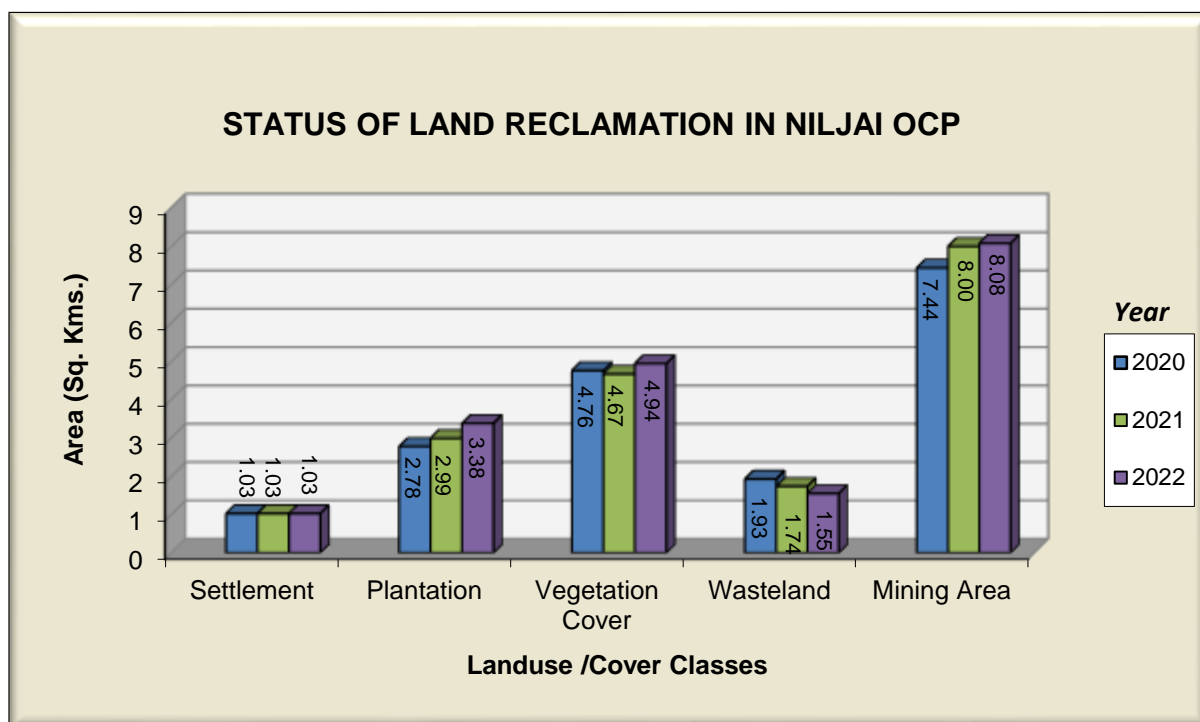 STATUS OF LAND RECLAMATION IN NILJAI OCP
9
8
7
6
5
4
3
2
1
0
Area (Sq. Kms.)
1.03
1.03
1.03
2.78
2.99
3.38
4.76
4.67
4.94
1.93
1.74
1.55
7.44
8.00
8.08
Settlement
Plantation
Vegetation
Cover
Wasteland
Mining Area
Landuse /Cover Classes
Year
2020
2021
2022